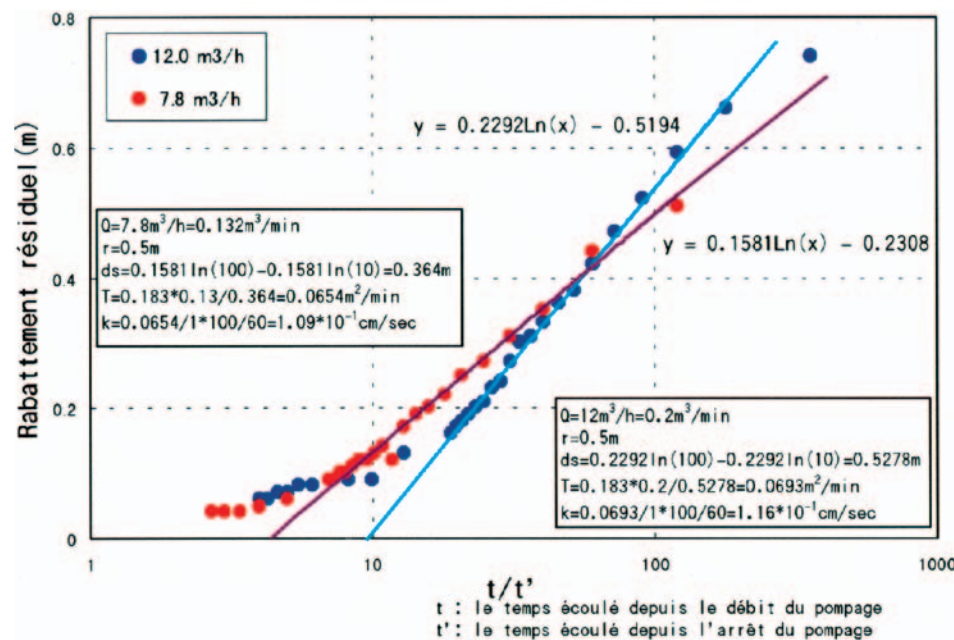 0.8
0.6
0.4
0.2
0
1
10
100
1000
Rabattement résiduel(m)
12.0 m3/h
7.8 m3/h
y = 0.2292Ln(x) - 0.5194
y = 0.1581Ln(x) - 0.2308
Q=7.8m³/h=0.132m³/min
r=0.5m
ds=0.1581ln(100)-0.1581ln(10)=0.364m
T=0.183*0.13/0.364=0.0654m²/min
k=0.0654/1*100/60=1.09*10⁻¹cm/sec
Q=12m³/h=0.2m³/min
r=0.5m
ds=0.2292ln(100)-0.2292ln(10)=0.5278m
T=0.183*0.2/0.5278=0.0693m²/min
k=0.0693/1*100/60=1.16*10⁻¹cm/sec
t/t'
t : le temps écoulé depuis le débit du pompage
t': le temps écoulé depuis l'arrêt du pompage